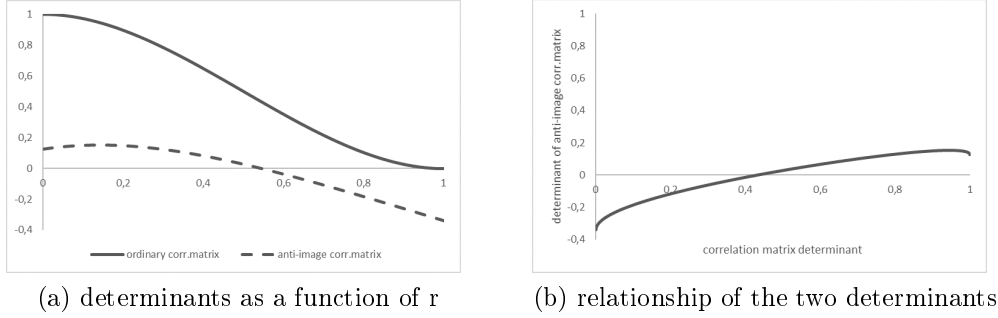 1
0,8
0,6
0,4
0,2
0
-0,2
-0,4
0 0,2 0,4 0,6 0,8 1
ordinary corr.matrix anti-image corr.matrix
(a) determinants as a function of r
determinant of anti-image corr.matrix
1
0,8
0,6
0,4
0,2
0
-0,2
-0,4
0 0,2 0,4 0,6 0,8 1
correlation matrix determinant
(b) relationship of the two determinants